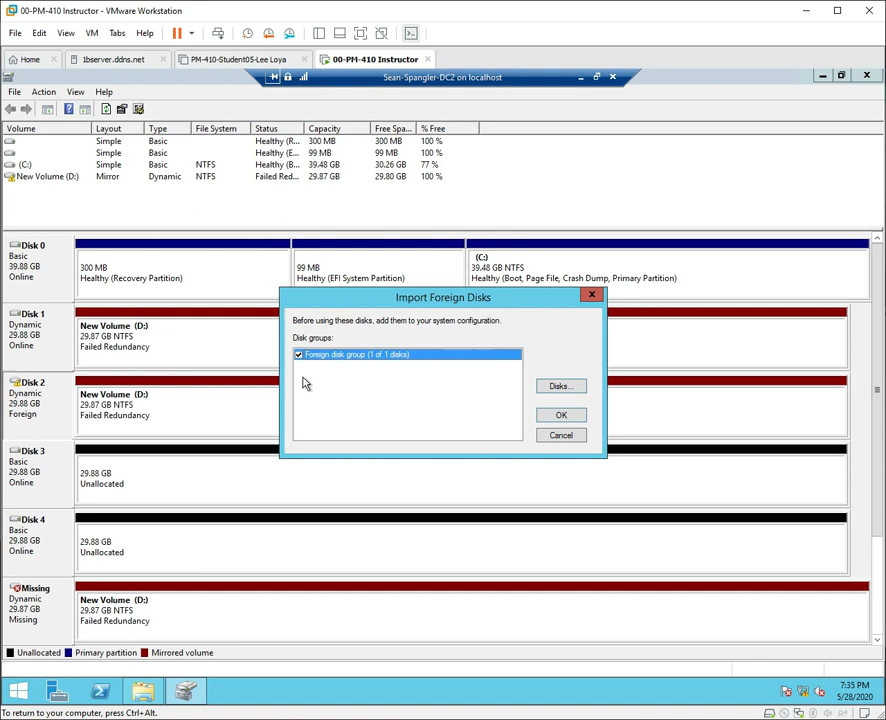 00-PM-410 Instructor - VMware Workstation
File Edit View VM Tabs Help
Home 1bserver.ddns.net PM-410-Student05-Lee Loya 00-PM-410 Instructor
Sean-Spangler-DC2 on localhost
File Action View Help
Volume Layout Type File System Status Capacity Free Spa... % Free
Simple Basic Healthy (R... 300 MB 300 MB 100 %
Simple Basic Healthy (E... 99 MB 99 MB 100 %
(C:) Simple Basic NTFS Healthy (B... 39.48 GB 30.26 GB 77 %
New Volume (D:) Mirror Dynamic NTFS Failed Red... 29.87 GB 29.80 GB 100 %
Disk 0
Basic
39.88 GB
Online
300 MB
Healthy (Recovery Partition)
99 MB
Healthy (EFI System Partition)
(C:)
39.48 GB NTFS
Healthy (Boot, Page File, Crash Dump, Primary Partition)
Disk 1
Dynamic
29.88 GB
Online
New Volume (D:)
29.87 GB NTFS
Failed Redundancy
Disk 2
Dynamic
29.88 GB
Foreign
New Volume (D:)
29.87 GB NTFS
Failed Redundancy
Import Foreign Disks
Before using these disks, add them to your system configuration.
Disk groups:
Foreign disk group (1 of 1 disks)
Disks...
OK
Cancel
Disk 3
Basic
29.88 GB
Online
29.88 GB
Unallocated
Disk 4
Basic
29.88 GB
Online
29.88 GB
Unallocated
Missing
Dynamic
29.87 GB
Missing
New Volume (D:)
29.87 GB NTFS
Failed Redundancy
Unallocated Primary partition Mirrored volume
7:35 PM
5/28/2020
To return to your computer, press Ctrl+Alt.